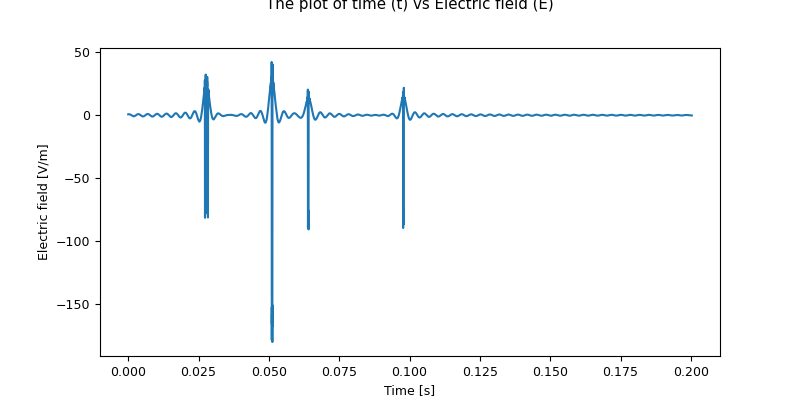 The plot of time (t) vs Electric field (E)
50
0
−50
−100
−150
Electric field [V/m]
0.000 0.025 0.050 0.075 0.100 0.125 0.150 0.175 0.200
Time [s]